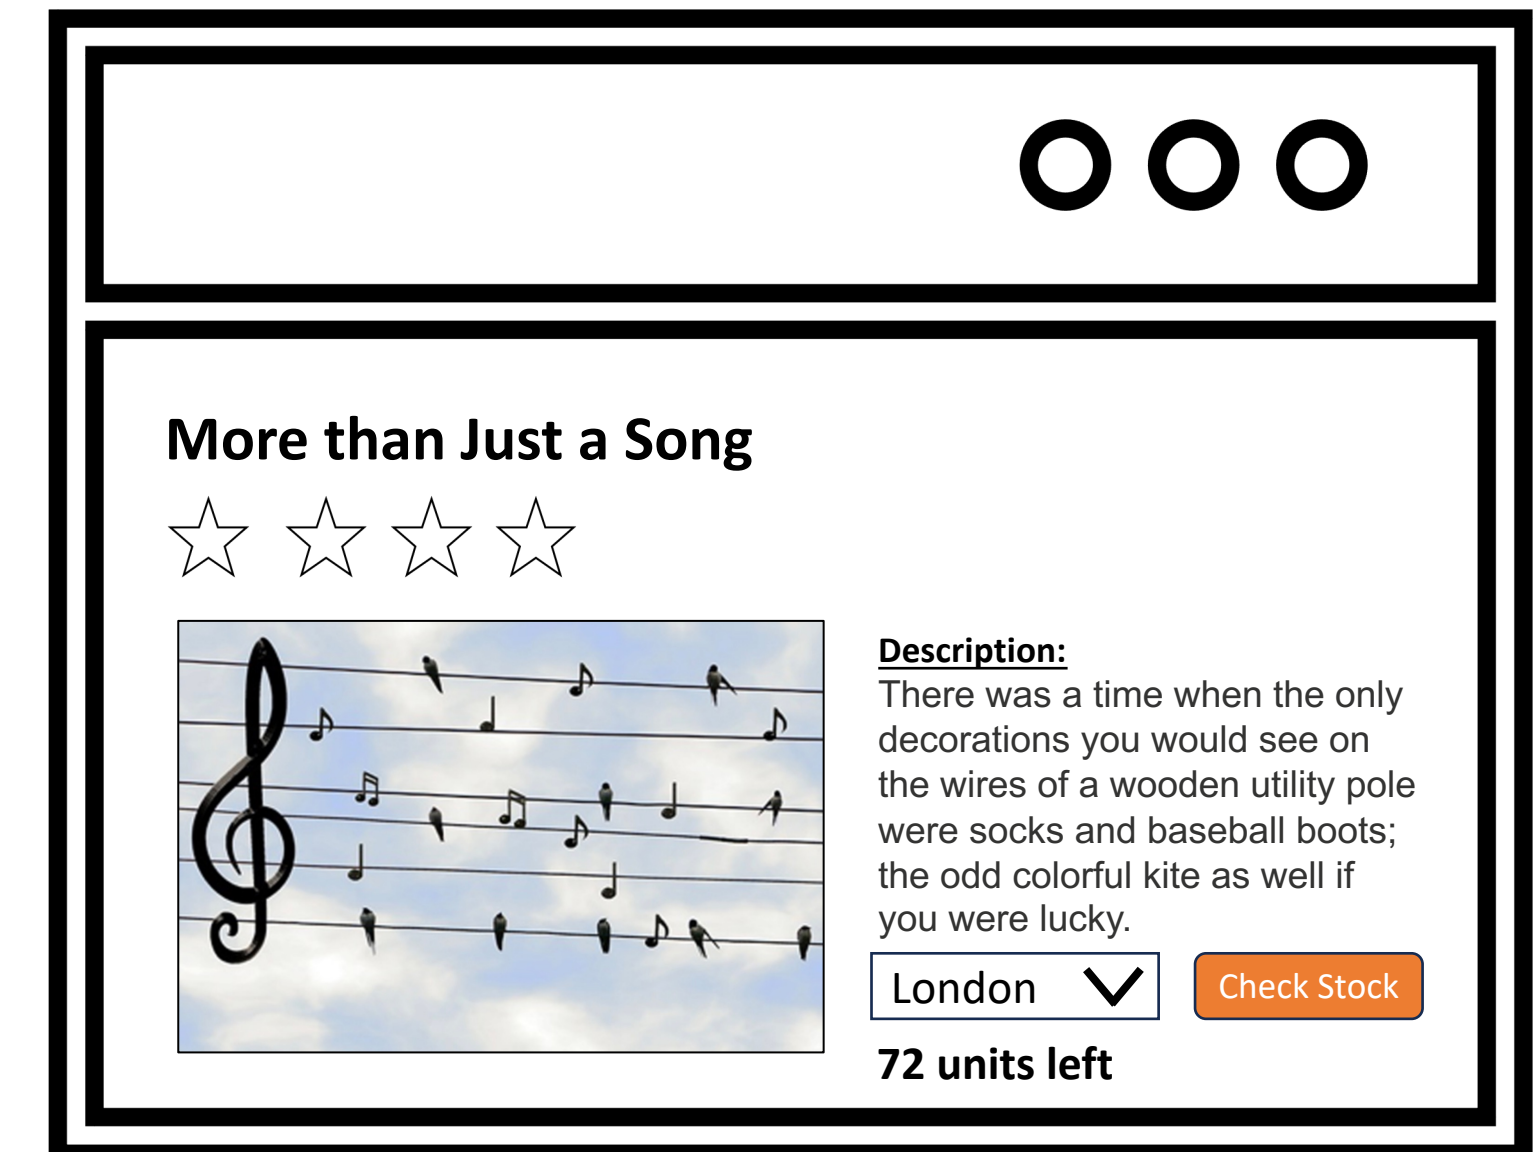 More than Just a Song
Description:
There was a time when the only
decorations you would see on
the wires of a wooden utility pole
were socks and baseball boots;
the odd colorful kite as well if
you were lucky.
London
Check Stock
72 units left